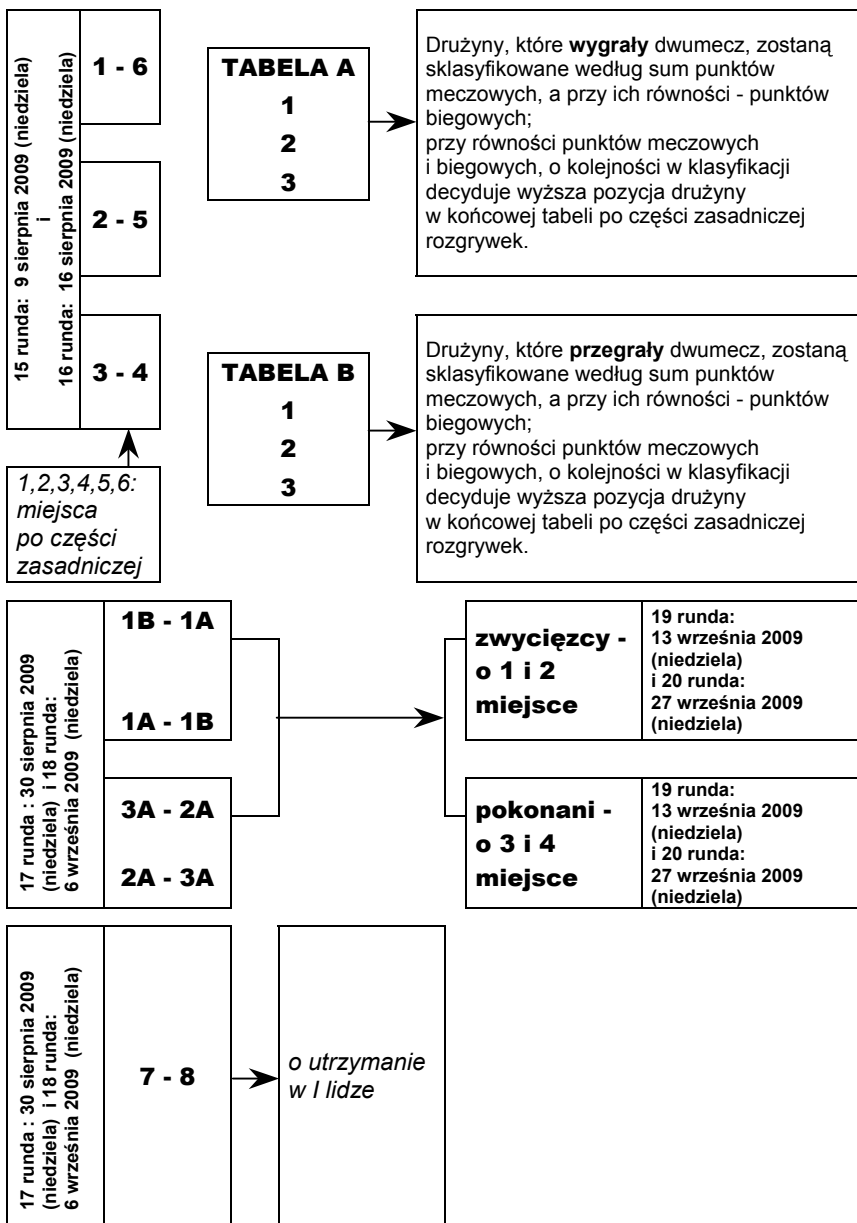 15 runda: 9 sierpnia 2009 (niedziela)
i
16 runda: 16 sierpnia 2009 (niedziela)
1 - 6
2 - 5
3 - 4
1,2,3,4,5,6:
miejsca
po części
zasadniczej
TABELA A
1
2
3
Drużyny, które wygrały dwumecz, zostaną
sklasyfikowane według sum punktów
meczowych, a przy ich równości - punktów
biegowych;
przy równości punktów meczowych
i biegowych, o kolejności w klasyfikacji
decyduje wyższa pozycja drużyny
w końcowej tabeli po części zasadniczej
rozgrywek.
TABELA B
1
2
3
Drużyny, które przegrały dwumecz, zostaną
sklasyfikowane według sum punktów
meczowych, a przy ich równości - punktów
biegowych;
przy równości punktów meczowych
i biegowych, o kolejności w klasyfikacji
decyduje wyższa pozycja drużyny
w końcowej tabeli po części zasadniczej
rozgrywek.
17 runda : 30 sierpnia 2009
(niedziela) i 18 runda:
6 września 2009 (niedziela)
1B - 1A
1A - 1B
3A - 2A
2A - 3A
zwycięzcy -
o 1 i 2
miejsce
19 runda:
13 września 2009
(niedziela)
i 20 runda:
27 września 2009
(niedziela)
pokonani -
o 3 i 4
miejsce
19 runda:
13 września 2009
(niedziela)
i 20 runda:
27 września 2009
(niedziela)
17 runda : 30 sierpnia 2009
(niedziela) i 18 runda:
6 września 2009 (niedziela)
7 - 8
o utrzymanie
w I lidze